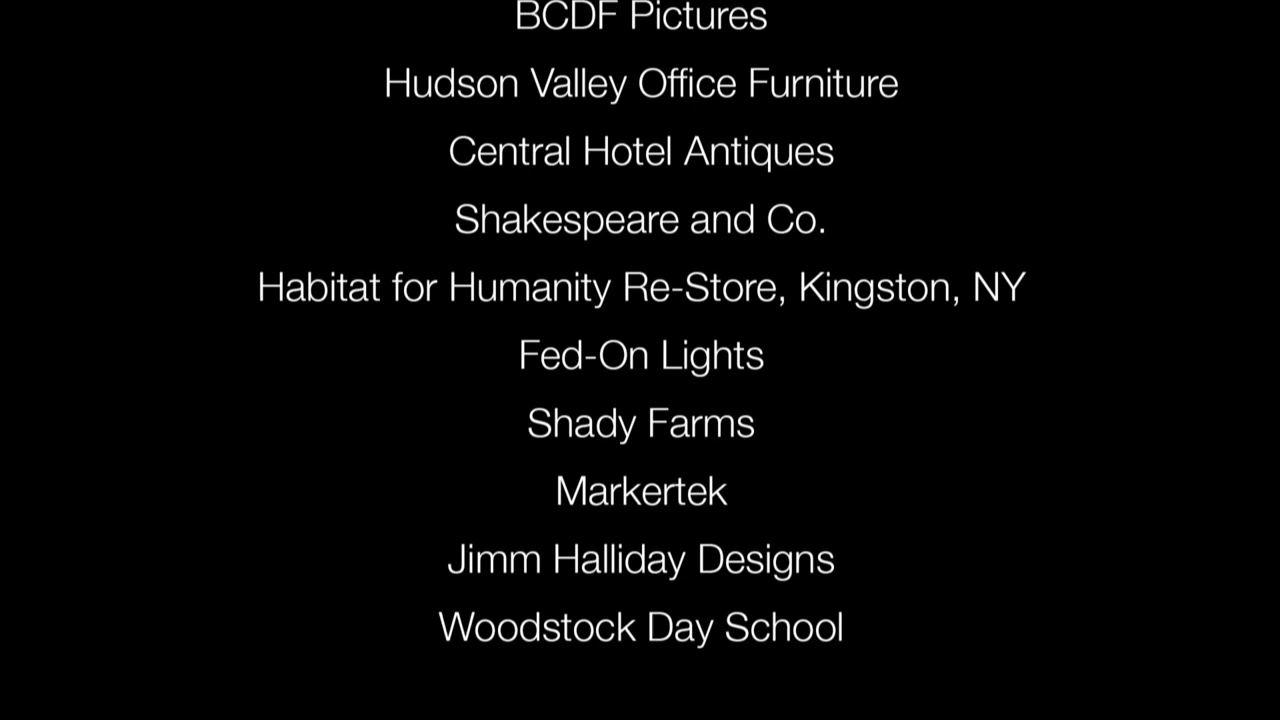 BCDF Pictures
Hudson Valley Office Furniture
Central Hotel Antiques
Shakespeare and Co.
Habitat for Humanity Re-Store, Kingston, NY
Fed-On Lights
Shady Farms
Markertek
Jimm Halliday Designs
Woodstock Day School